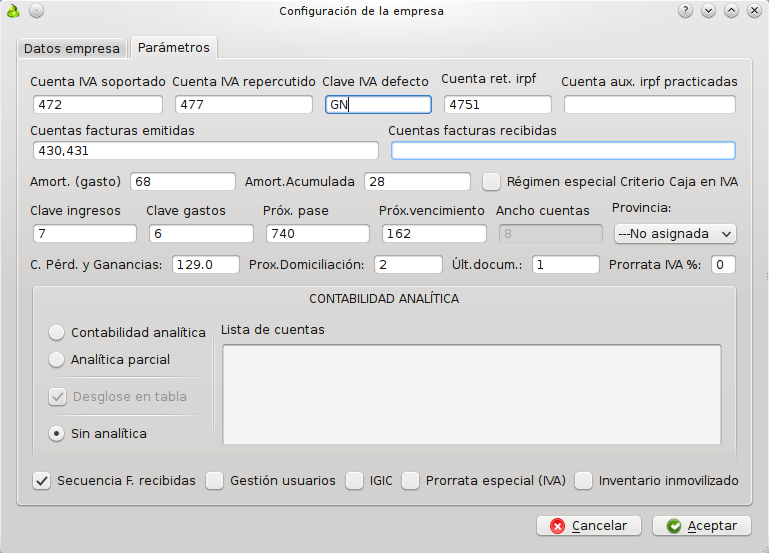 Configuración de la empresa
Datos empresa Parámetros
Cuenta IVA soportado Cuenta IVA repercutido Clave IVA defecto Cuenta ret. irpf Cuenta aux. irpf practicadas
472 477 GN 4751
Cuentas facturas emitidas Cuentas facturas recibidas
430,431
Amort. (gasto) 68 Amort.Acumulada 28 Régimen especial Criterio Caja en IVA
Clave ingresos Clave gastos Próx. pase Próx.vencimiento Ancho cuentas Provincia:
7 6 740 162 8 ---No asignada
C. Pérd. y Ganancias: 129.0 Prox.Domiciliación: 2 Últ.docum.: 1 Prorrata IVA %: 0
CONTABILIDAD ANALÍTICA
Contabilidad analítica Lista de cuentas
Analítica parcial
Desglose en tabla
Sin analítica
Secuencia F. recibidas Gestión usuarios IGIC Prorrata especial (IVA) Inventario inmovilizado
Cancelar Aceptar